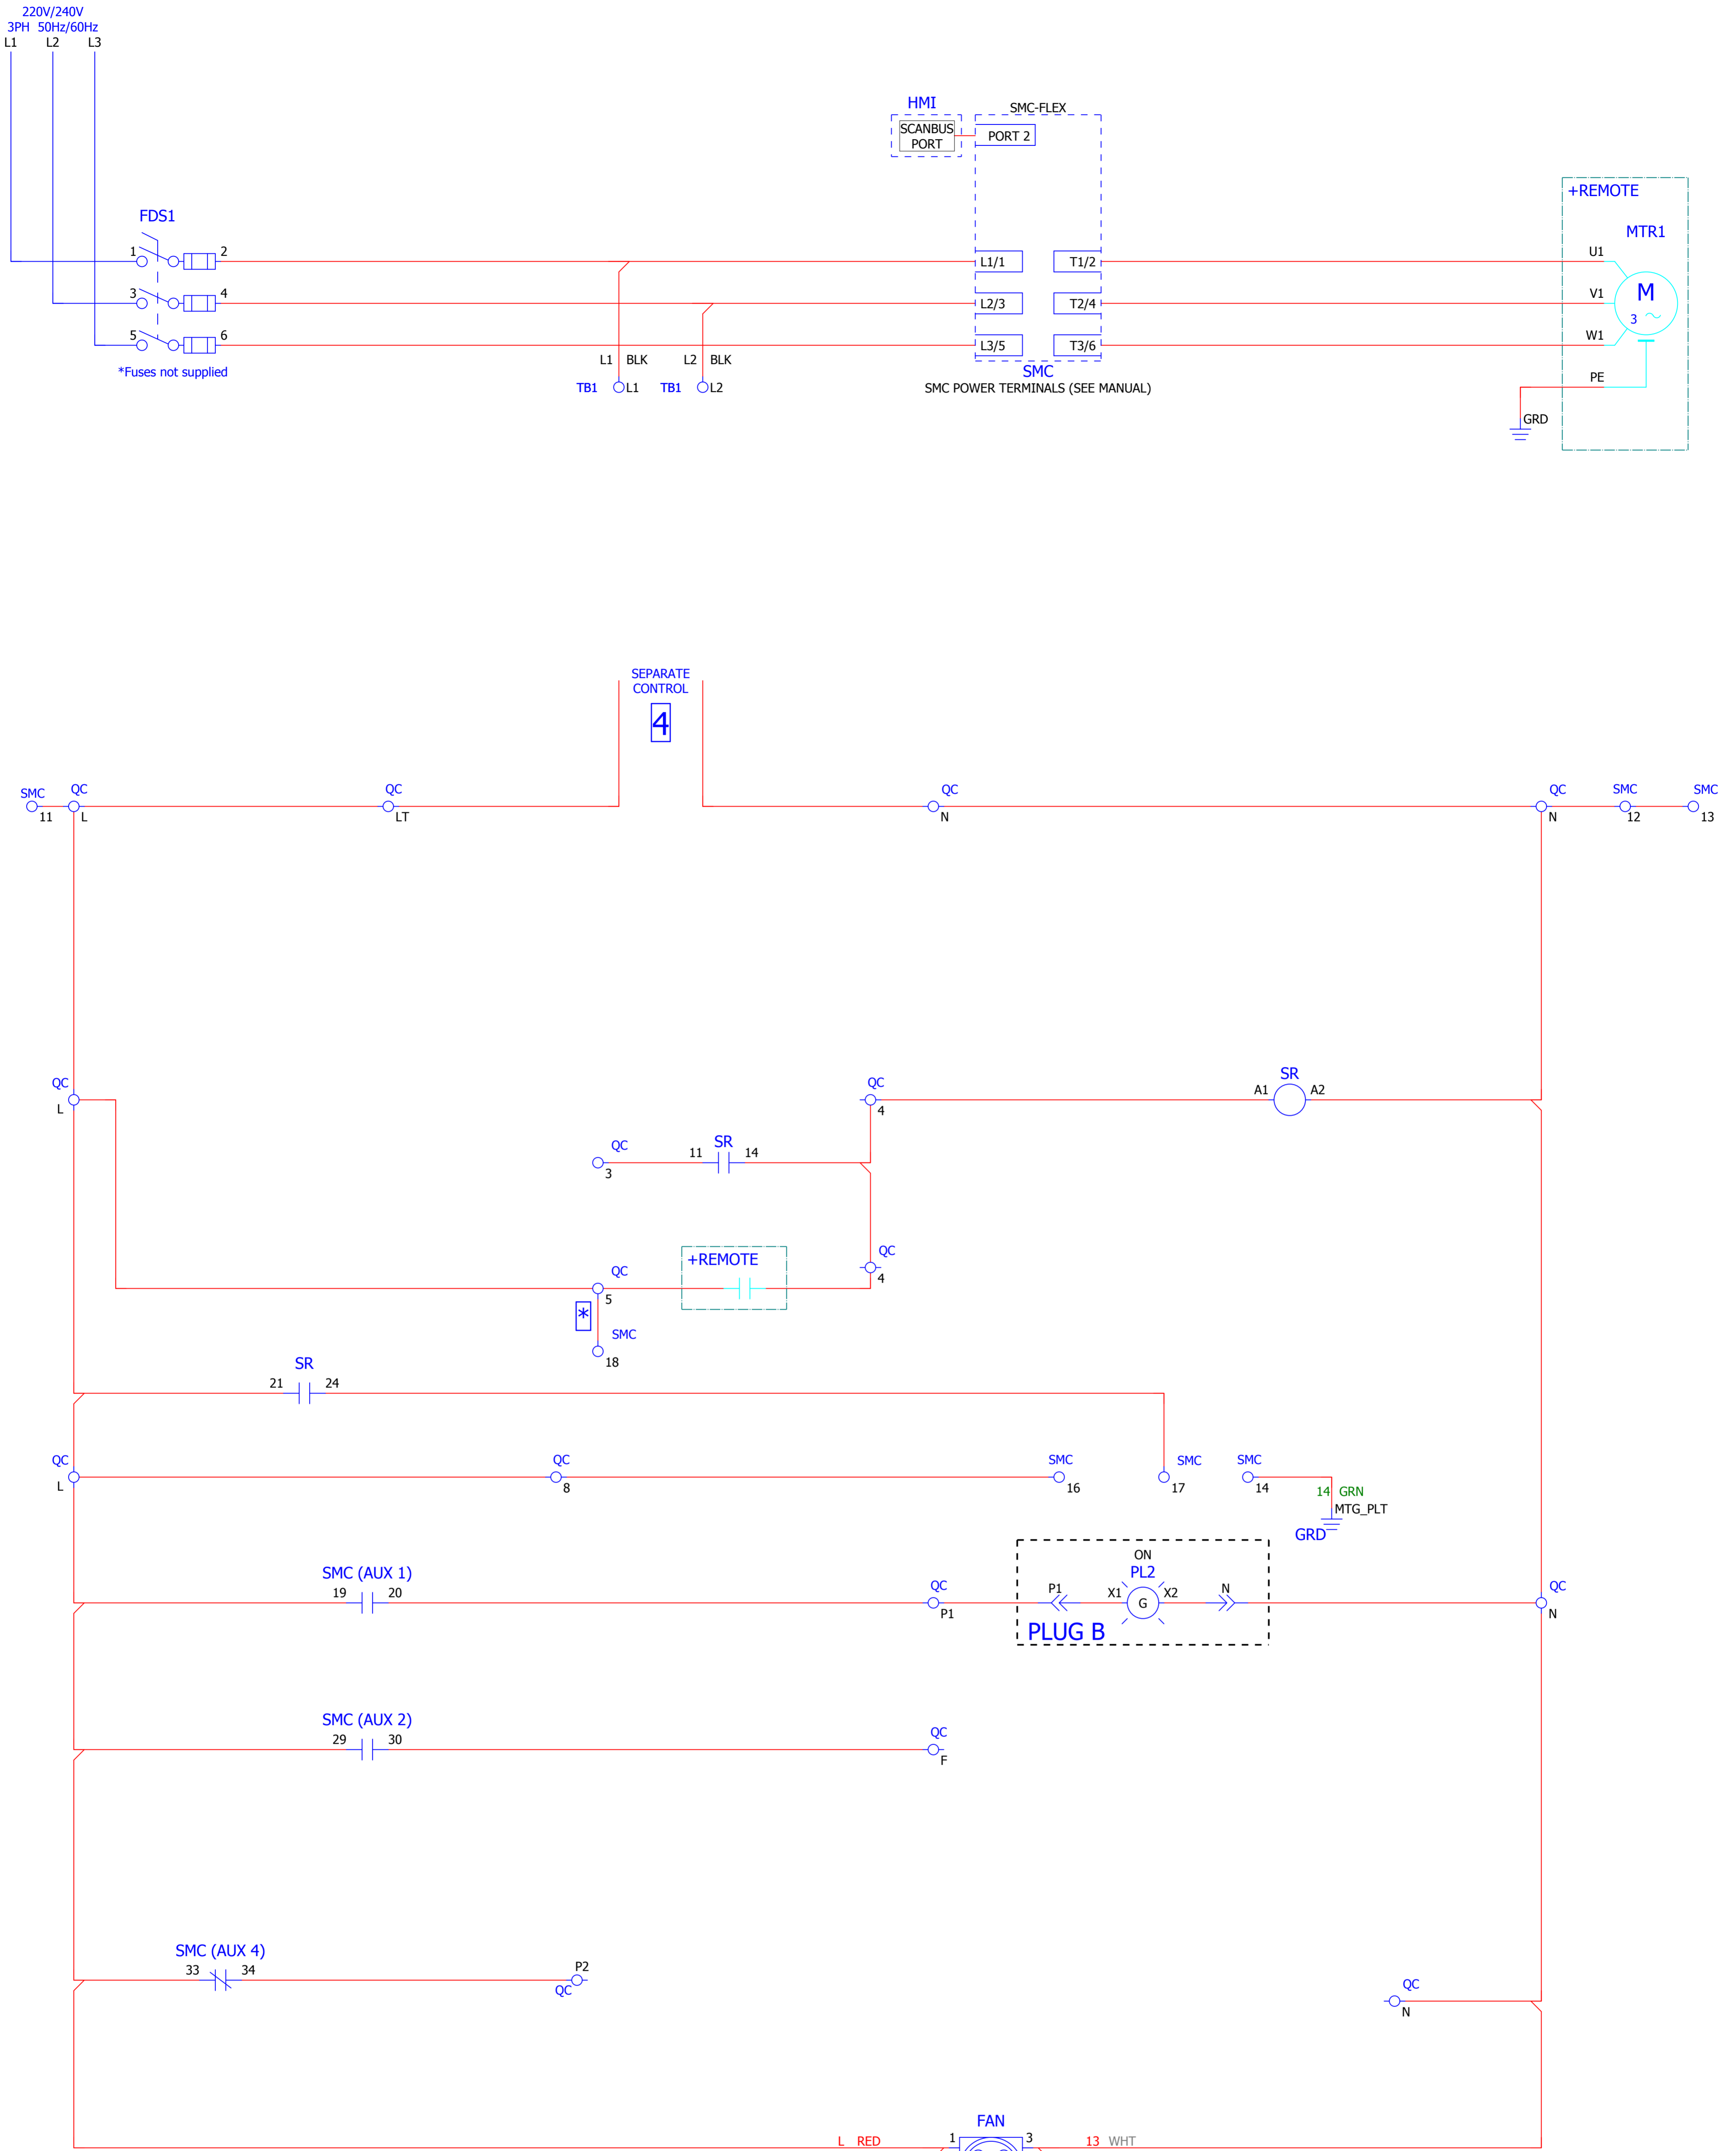 220V/240V
3PH 50Hz/60Hz
L1 L2 L3
HMI
SMC-FLEX
SCANBUS
PORT
PORT 2
+REMOTE
MTR1
FDS1
1 2
L1/1 T1/2
U1
3 4
L2/3 T2/4
V1
M
3
5 6
L3/5 T3/6
W1
*Fuses not supplied
L1 BLK L2 BLK
TB1 L1 TB1 L2
SMC
SMC POWER TERMINALS (SEE MANUAL)
PE
GRD
SEPARATE
CONTROL
4
SMC QC QC QC QC SMC SMC
11 L LT N N 12 13
QC QC SR
A1 A2
L 4
QC SR
11 14
3
+REMOTE QC
4
QC
5
*
SMC
18
SR
21 24
QC QC SMC SMC SMC
L 8 16 17 14
14 GRN
MTG_PLT
GRD
ON
SMC (AUX 1) PL2
19 20 QC P1 X1 X2 N QC
G
P1 N
PLUG B
SMC (AUX 2)
29 30 QC
F
SMC (AUX 4)
33 34 P2
QC
QC
N
FAN
L RED 1 3 13 WHT